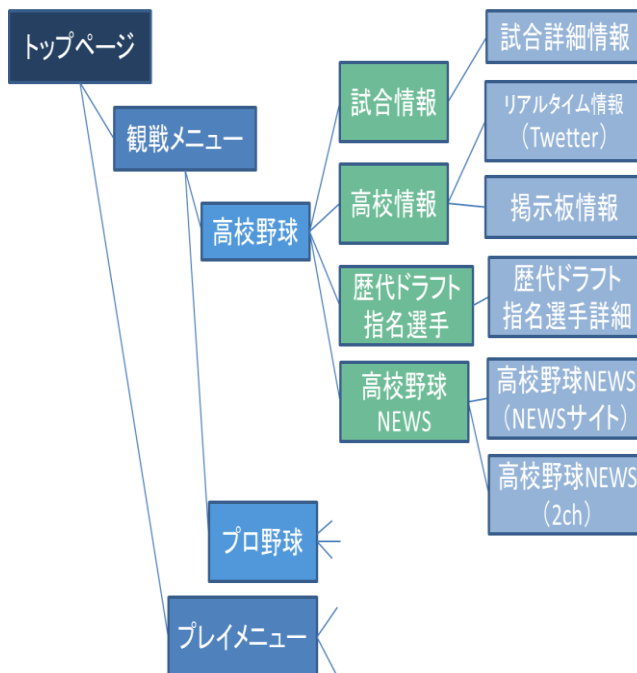 トップページ
観戦メニュー
高校野球
試合情報
試合詳細情報
高校情報
リアルタイム情報
（Twetter）
掲示板情報
歴代ドラフト
指名選手
歴代ドラフト
指名選手詳細
高校野球
NEWS
高校野球NEWS
（NEWSサイト）
高校野球NEWS
（2ch）
プロ野球
プレイメニュー